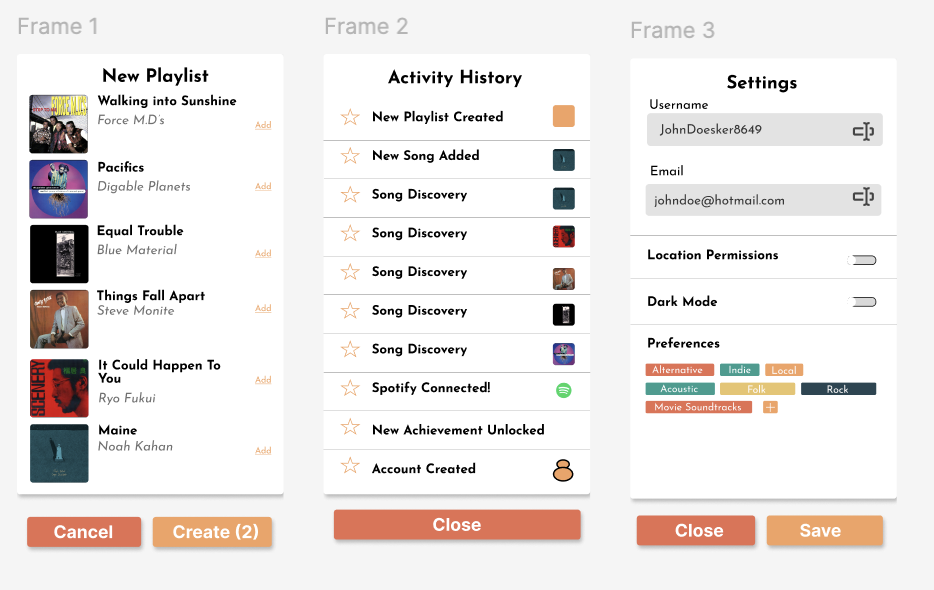 Frame 1
New Playlist
Walking into Sunshine
Force M.D's
Add
Pacifics
Digable Planets
Add
Equal Trouble
Blue Material
Add
Things Fall Apart
Steve Monite
Add
SCENERY
It Could Happen To
You
Ryo Fukui
Add
Maine
Noah Kahan
Add
Cancel
Create (2)
Frame 2
Activity History
New Playlist Created
New Song Added
Song Discovery
Song Discovery
Song Discovery
Song Discovery
Song Discovery
Spotify Connected!
New Achievement Unlocked
Account Created
Close
Frame 3
Settings
Username
JohnDoesker8649
Email
johndoe@hotmail.com
Location Permissions
Dark Mode
Preferences
Alternative Indie Local
Acoustic Folk Rock
Movie Soundtracks +
Close
Save